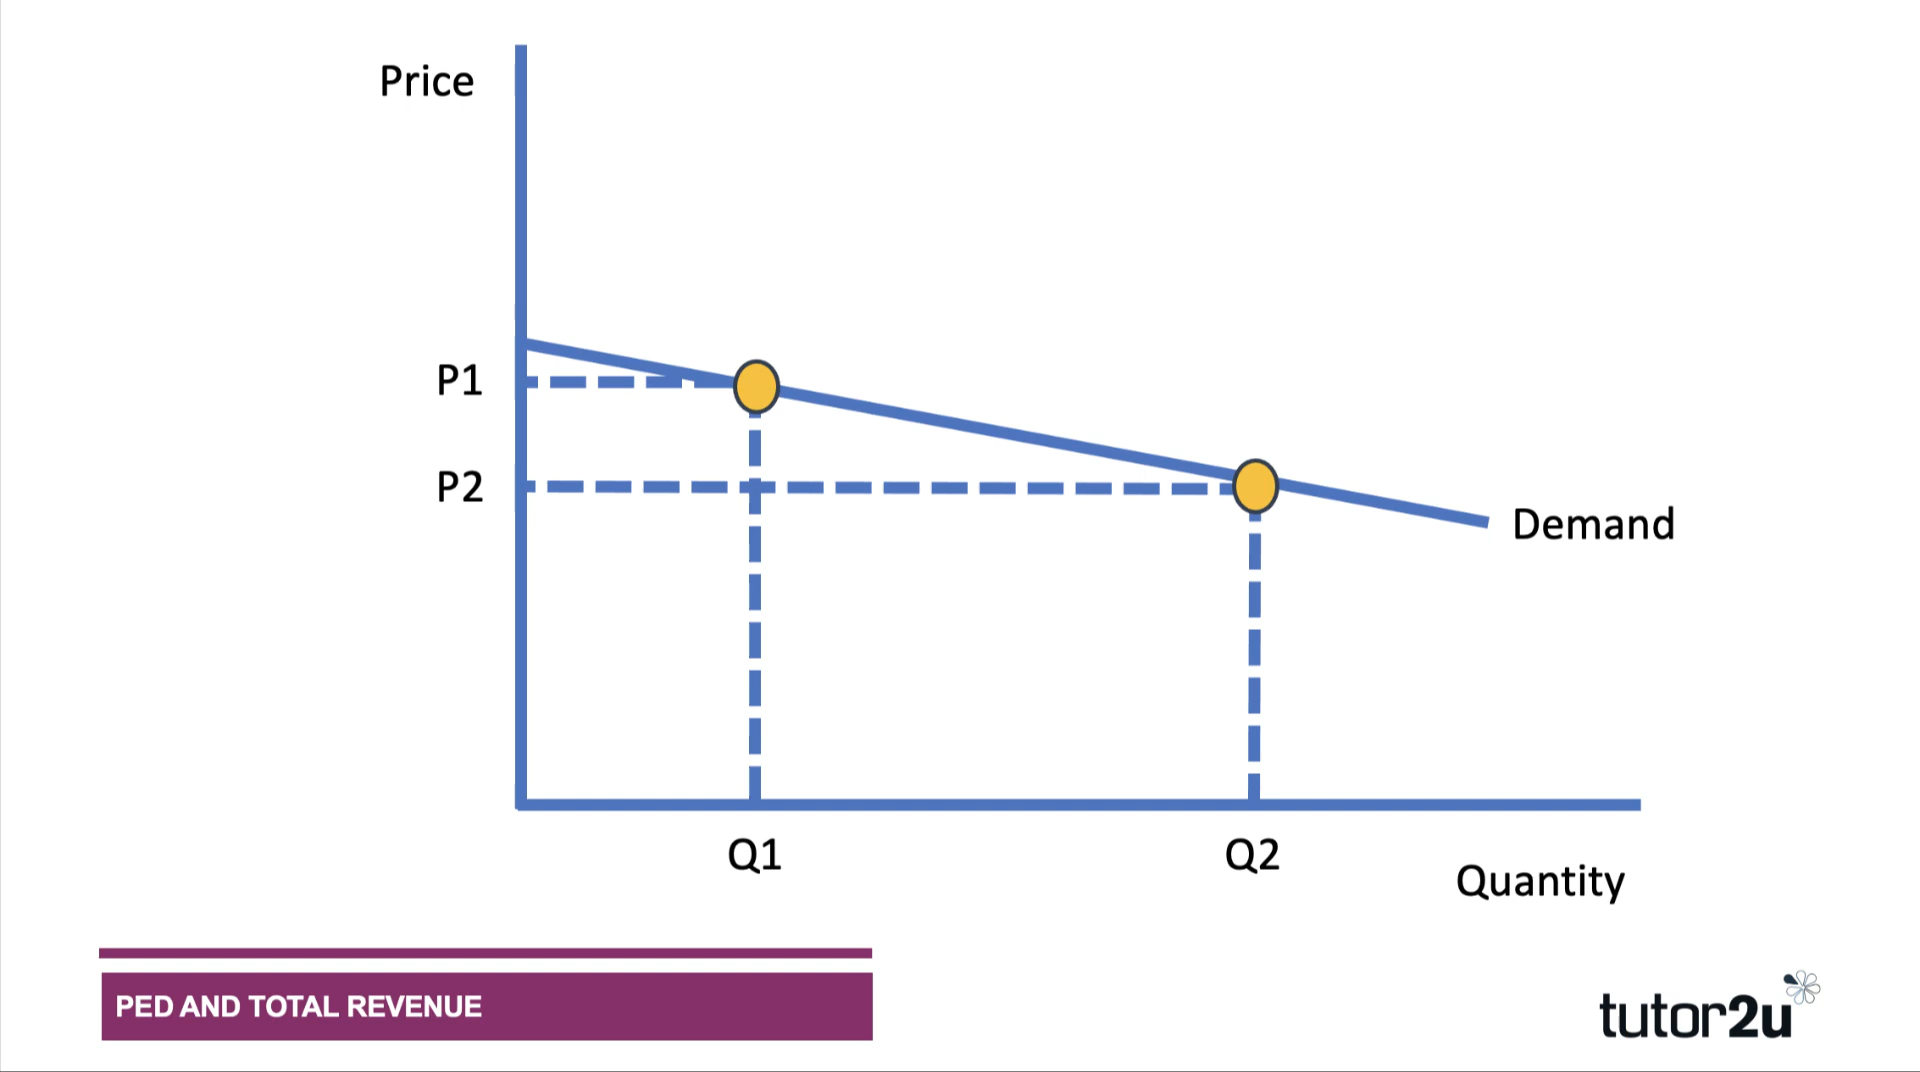 Price
P1
P2
Demand
Q1
Q2
Quantity
PED AND TOTAL REVENUE
tutor2u